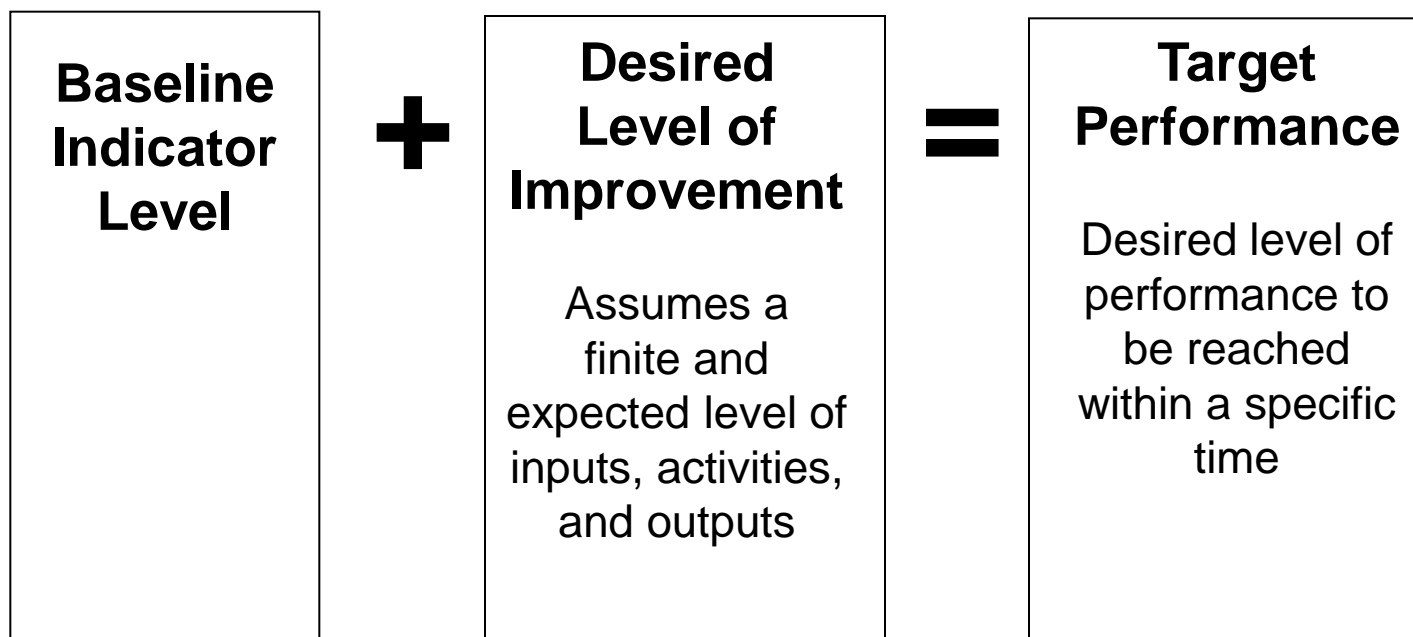 Baseline
Indicator
Level
+
Desired
Level of
Improvement
Assumes a
finite and
expected level of
inputs, activities,
and outputs
=
Target
Performance
Desired level of
performance to
be reached
within a specific
time